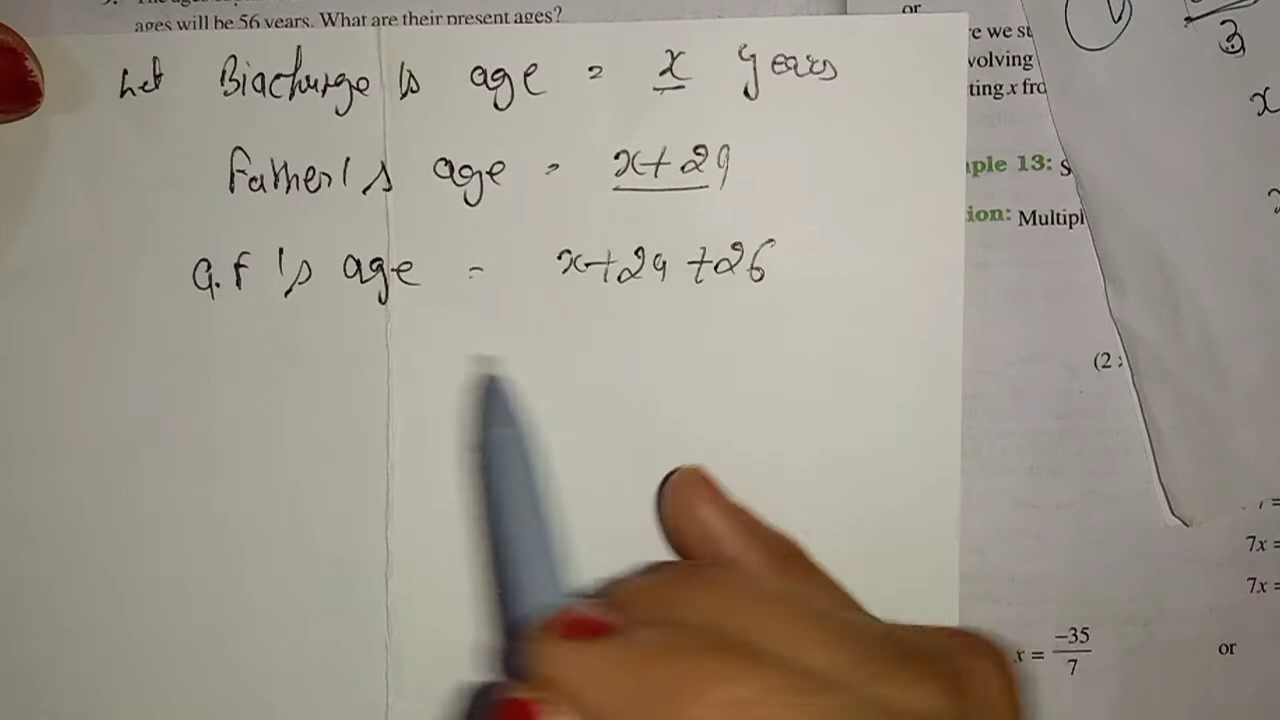 ages will be 56 years. What are their present ages?
Let Biachurge 's age = x years
Father's age = x+29
G.F's age = x+29 +26
or
e we st
volving
ting x fro
ple 13: S
ion: Multipl
(2
7x =
7x =
x = -35/7 or
3
x